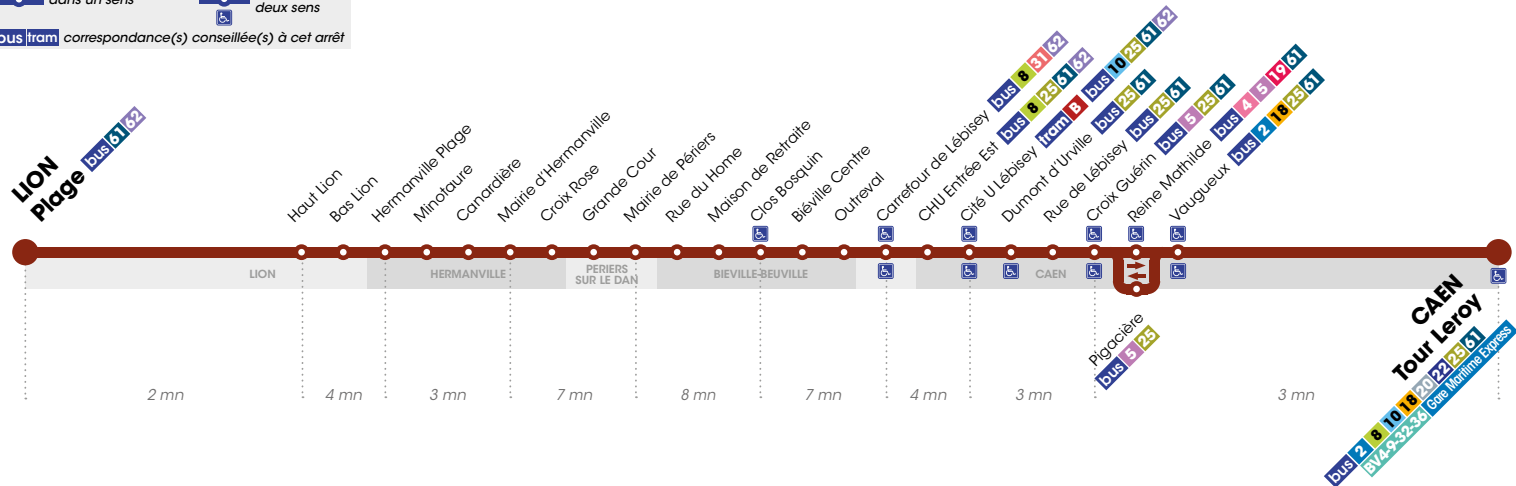 dans un sens
deux sens
bus tram correspondance(s) conseillée(s) à cet arrêt
LION
Plage
bus 61 62
Haut Lion
Bas Lion
Hermanville Plage
Minotaure
Canardière
Mairie d'Hermanville
Croix Rose
Grande Cour
Mairie de Périers
Rue du Home
Maison de Retraite
Clos Bosquin
Biéville Centre
Outreval
Carrefour de Lébisey bus 8 31 62
CHU Entrée Est bus 8 25 61 62
Cité U Lébisey tram B bus 10 25 61 62
Dumont d'Urville bus 25 61
Rue de Lébisey bus 25 61
Croix Guérin bus 5 25 61
Reine Mathilde bus 4 5 19 61
Vaugueux bus 2 18 25 61
LION
HERMANVILLE
PERIERS
SUR LE DAN
BIEVILLE-BEUVILLE
CAEN
Pigacière
bus 5 25
CAEN
Tour Leroy
bus 2 8 10 18 20 22 25 61
BV4-9-32-36 Gare Maritime Express
2 mn
4 mn
3 mn
7 mn
8 mn
7 mn
4 mn
3 mn
3 mn